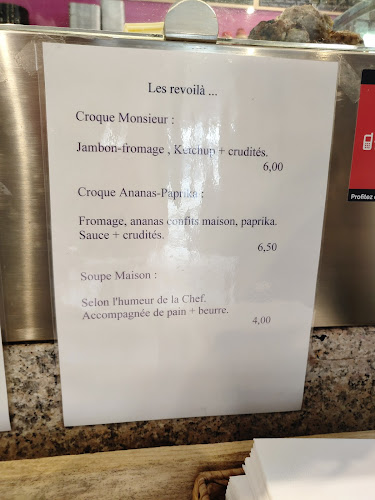 Les revoilà ...
Croque Monsieur :
Jambon-fromage , Ketchup + crudités.
6,00
Croque Ananas-Paprika :
Fromage, ananas confits maison, paprika.
Sauce + crudités.
6,50
Soupe Maison :
Selon l'humeur de la Chef.
Accompagnée de pain + beurre.
4,00
Profitez